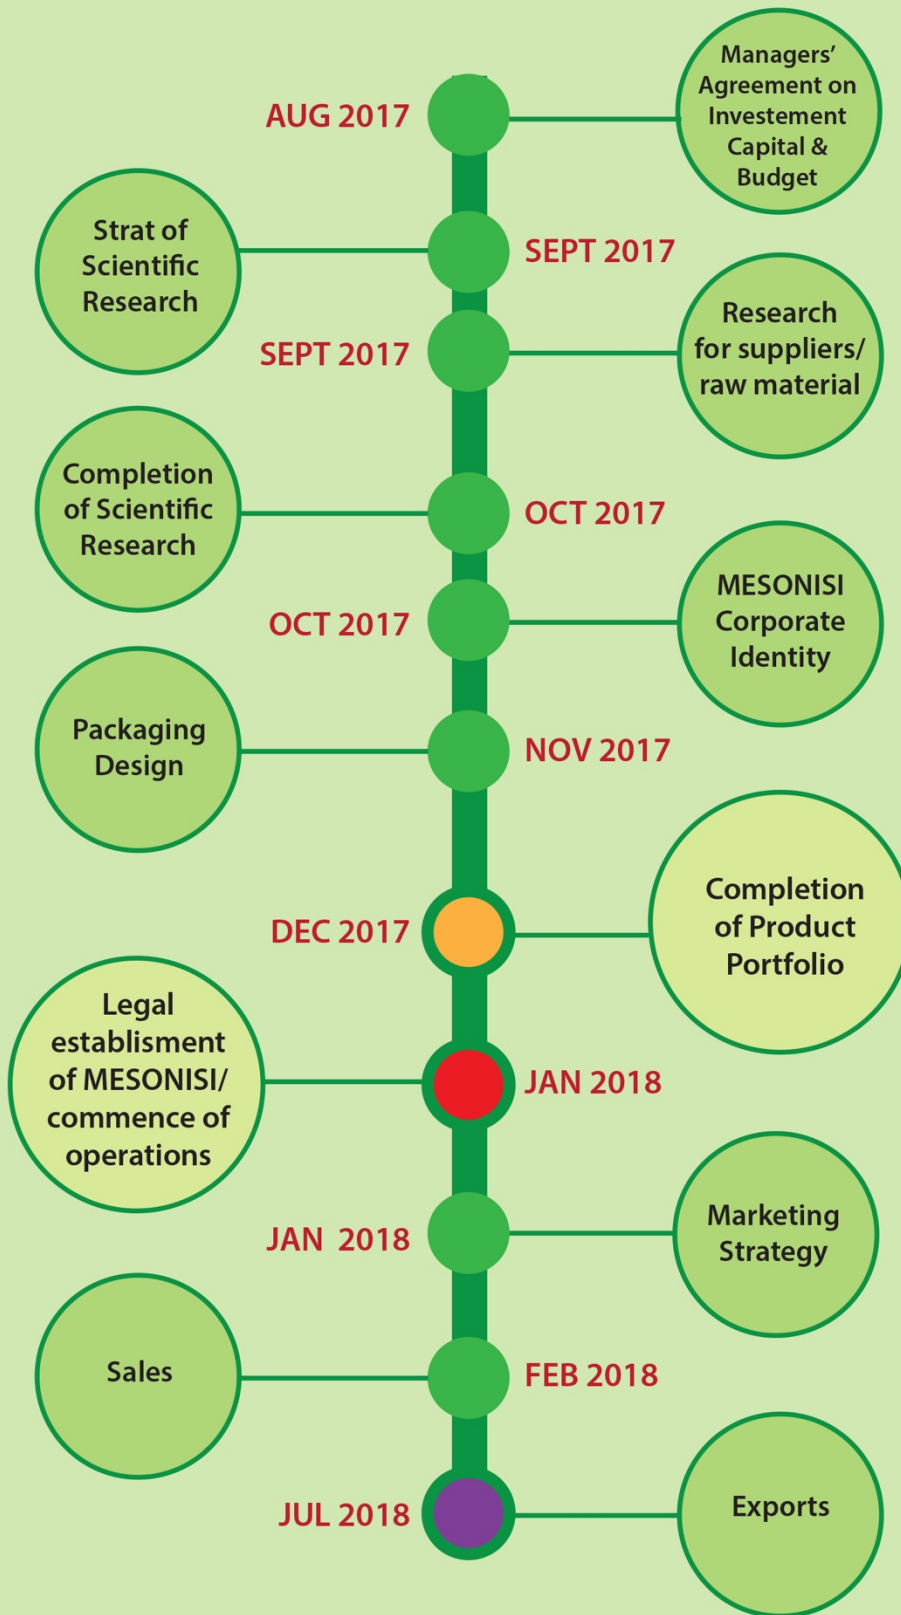 AUG 2017
Managers’
Agreement on
Investement
Capital &
Budget
Strat of
Scientific
Research
SEPT 2017
SEPT 2017
Research
for suppliers/
raw material
Completion
of Scientific
Research
OCT 2017
OCT 2017
MESONISI
Corporate
Identity
Packaging
Design
NOV 2017
DEC 2017
Completion
of Product
Portfolio
Legal
establisment
of MESONISI/
commence of
operations
JAN 2018
JAN 2018
Marketing
Strategy
Sales
FEB 2018
JUL 2018
Exports